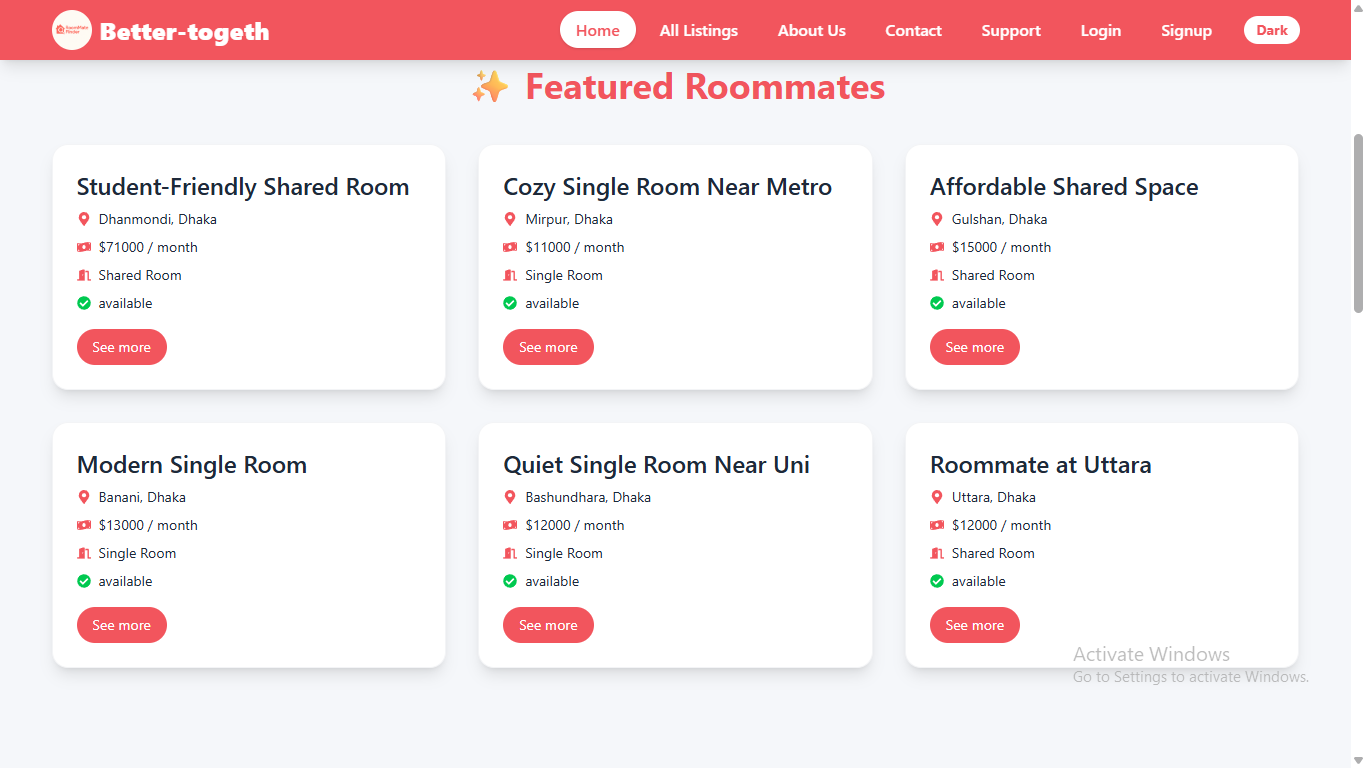 Better-togeth
Home
All Listings
About Us
Contact
Support
Login
Signup
Dark
✨ Featured Roommates
Student-Friendly Shared Room
Dhanmondi, Dhaka
$71000 / month
Shared Room
available
See more
Cozy Single Room Near Metro
Mirpur, Dhaka
$11000 / month
Single Room
available
See more
Affordable Shared Space
Gulshan, Dhaka
$15000 / month
Shared Room
available
See more
Modern Single Room
Banani, Dhaka
$13000 / month
Single Room
available
See more
Quiet Single Room Near Uni
Bashundhara, Dhaka
$12000 / month
Single Room
available
See more
Roommate at Uttara
Uttara, Dhaka
$12000 / month
Shared Room
available
See more
Activate Windows
Go to Settings to activate Windows.